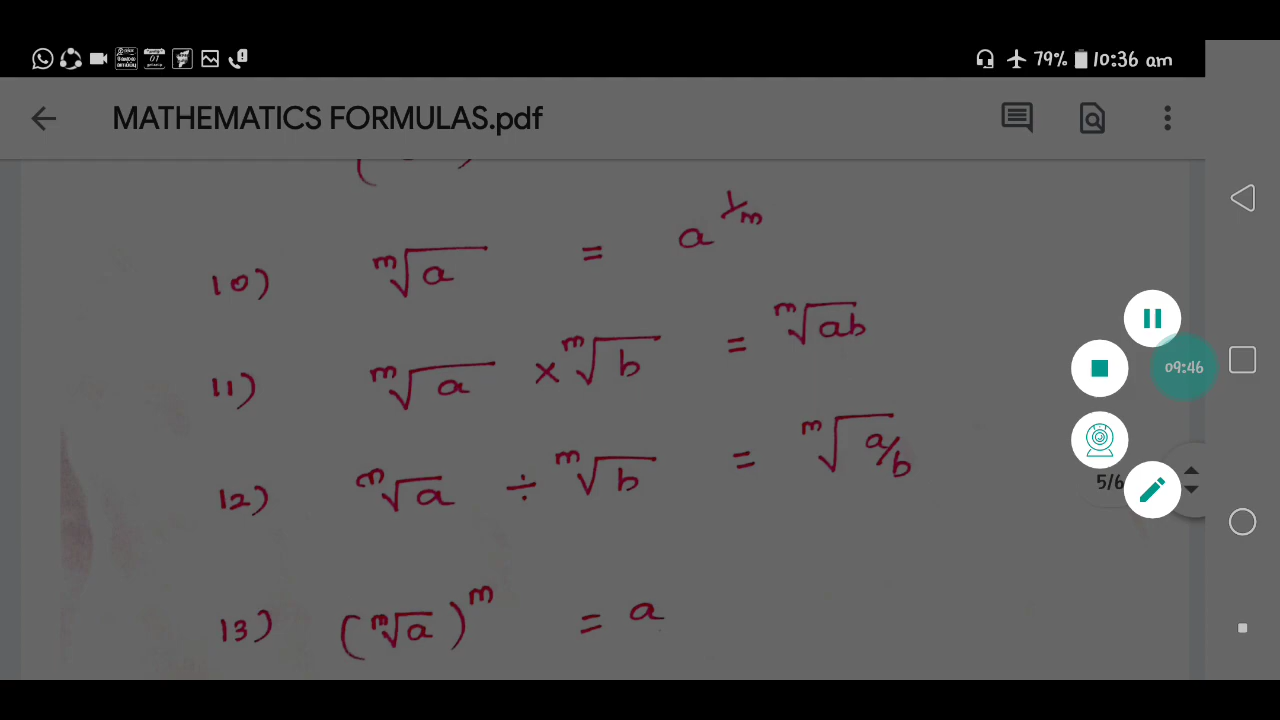 79% 10:36 am
MATHEMATICS FORMULAS.pdf
10) ᵐ√a = a^1/m
11) ᵐ√a × ᵐ√b = ᵐ√ab
12) ᵐ√a ÷ ᵐ√b = ᵐ√a/b
13) (ᵐ√a)^m = a
09:46
5/6